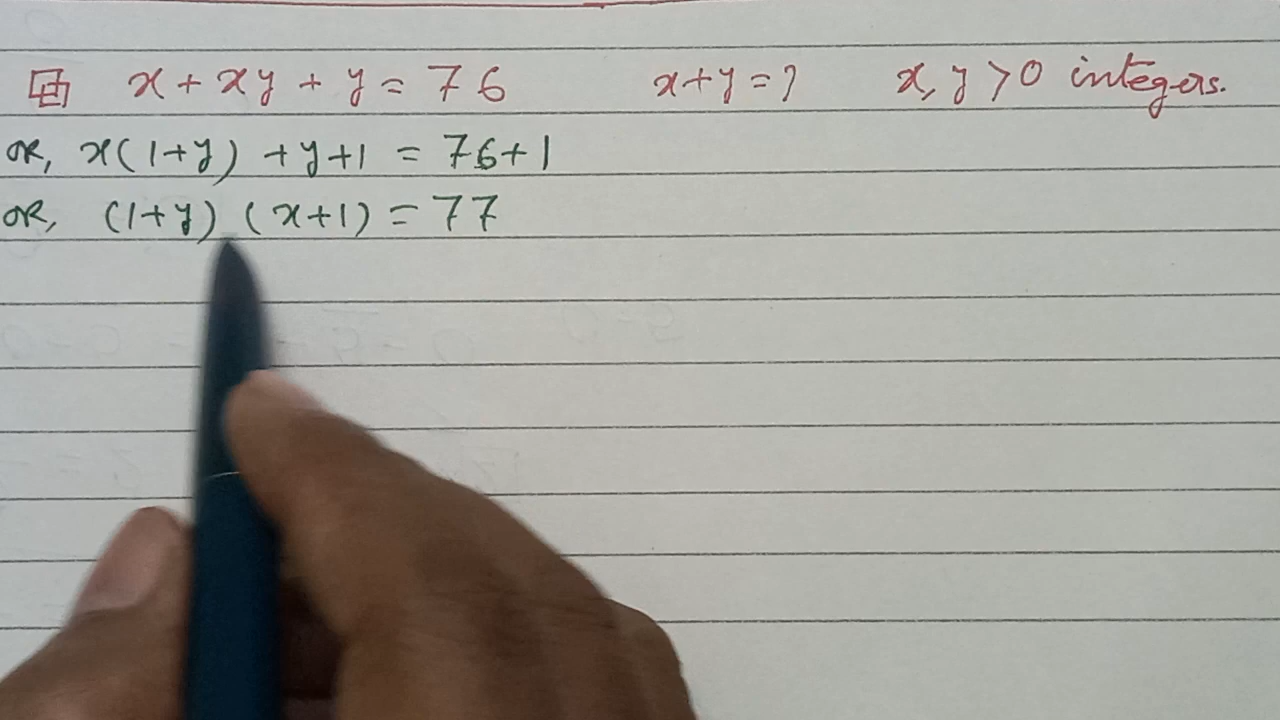 x + xy + y = 76 x+y=? x, y >0 integers.
or, x(1+y) + y+1 = 76+1
or, (1+y) (x+1) = 77